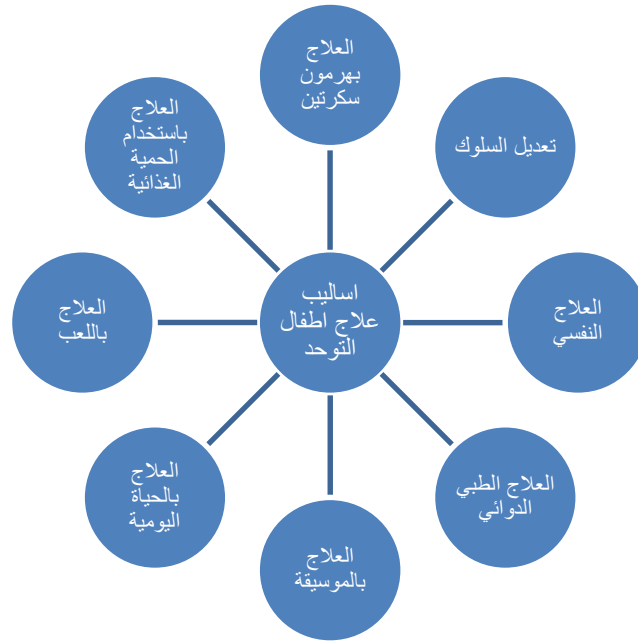 العلاج
بهرمون
سكرتين
تعديل السلوك
العلاج
النفسي
العلاج الطبي
الدوائي
العلاج
بالموسيقة
العلاج
بالحياة
اليومية
العلاج
باللعب
العلاج
باستخدام
الحمية
الغذائية
اساليب
علاج اطفال
التوحد